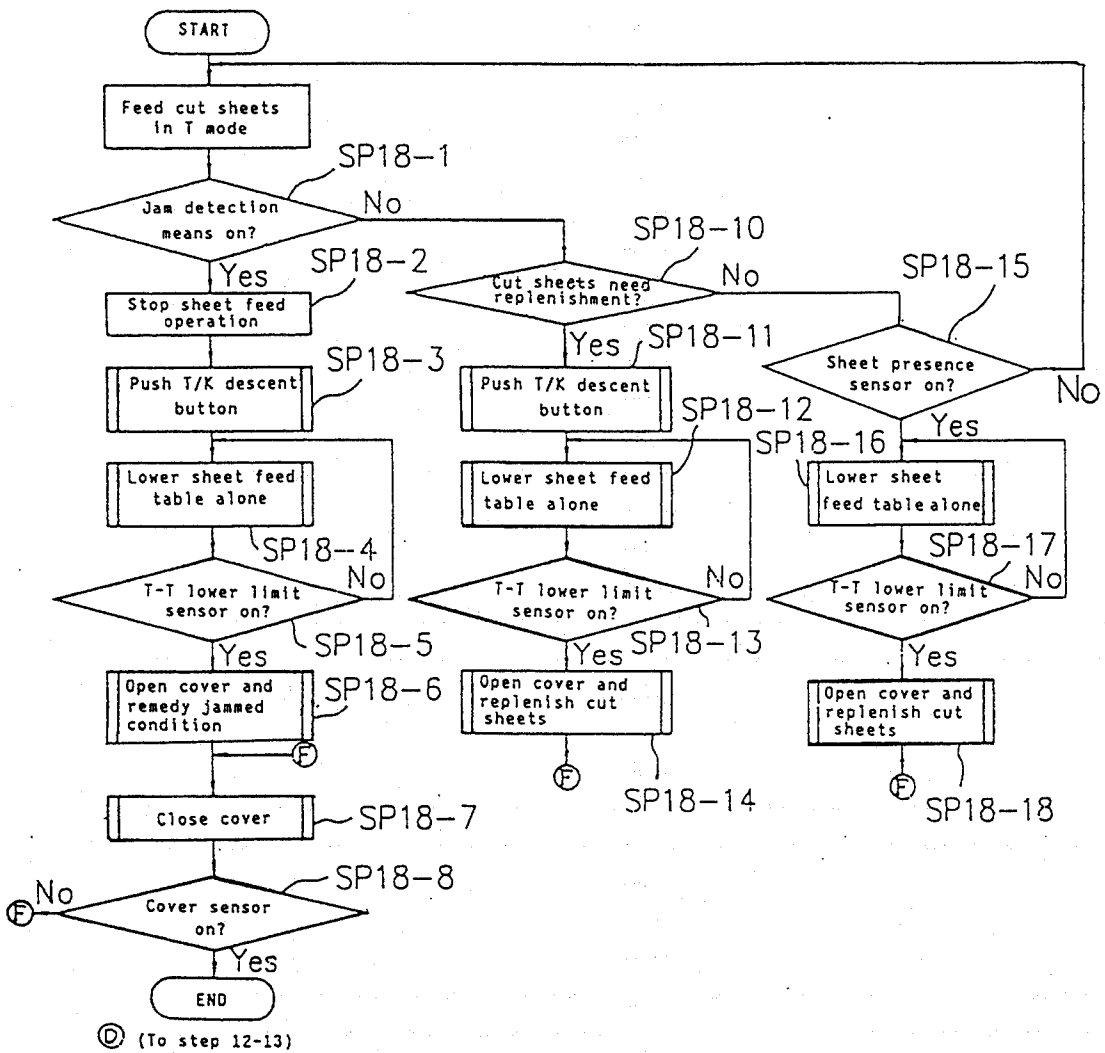 START
Feed cut sheets
in T mode
SP18-1
Jam detection
means on?
No
Yes
SP18-2
Stop sheet feed
operation
SP18-3
Push T/K descent
button
Lower sheet feed
table alone
SP18-4
T-T lower limit
sensor on?
No
SP18-5
Yes
Open cover and
remedy jammed
condition
SP18-6
F
Close cover
SP18-7
SP18-8
Cover sensor
on?
No
F
Yes
END
D (To step 12-13)
SP18-10
Cut sheets need
replenishment?
No
Yes
SP18-11
Push T/K descent
button
SP18-12
Lower sheet feed
table alone
T-T lower limit
sensor on?
No
SP18-13
Yes
Open cover and
replenish cut
sheets
F
SP18-14
SP18-15
Sheet presence
sensor on?
No
Yes
SP18-16
Lower sheet
feed table alone
SP18-17
T-T lower limit
sensor on?
No
Yes
Open cover and
replenish cut
sheets
F
SP18-18